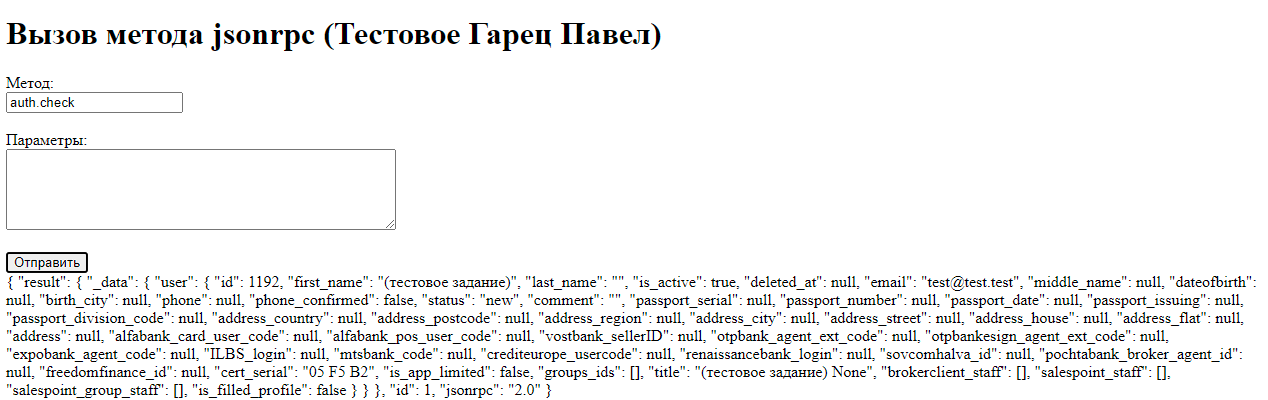 Вызов метода jsonrpc (Тестовое Гарец Павел)
Метод:
auth.check
Параметры:
Отправить
{ "result": { "_data": { "user": { "id": 1192, "first_name": "(тестовое задание)", "last_name": "", "is_active": true, "deleted_at": null, "email": "test@test.test", "middle_name": null, "dateofbirth":
null, "birth_city": null, "phone": null, "phone_confirmed": false, "status": "new", "comment": "", "passport_serial": null, "passport_number": null, "passport_date": null, "passport_issuing": null,
"passport_division_code": null, "address_country": null, "address_postcode": null, "address_region": null, "address_city": null, "address_street": null, "address_house": null, "address_flat": null,
"address": null, "alfabank_card_user_code": null, "alfabank_pos_user_code": null, "vostbank_sellerID": null, "otpbank_agent_ext_code": null, "otpbankesign_agent_ext_code": null,
"expobank_agent_code": null, "ILBS_login": null, "mtsbank_code": null, "crediteurope_usercode": null, "renaissancebank_login": null, "sovcomhalva_id": null, "pochtabank_broker_agent_id":
null, "freedomfinance_id": null, "cert_serial": "05 F5 B2", "is_app_limited": false, "groups_ids": [], "title": "(тестовое задание) None", "brokerclient_staff": [], "salespoint_staff": [],
"salespoint_group_staff": [], "is_filled_profile": false } } }, "id": 1, "jsonrpc": "2.0" }